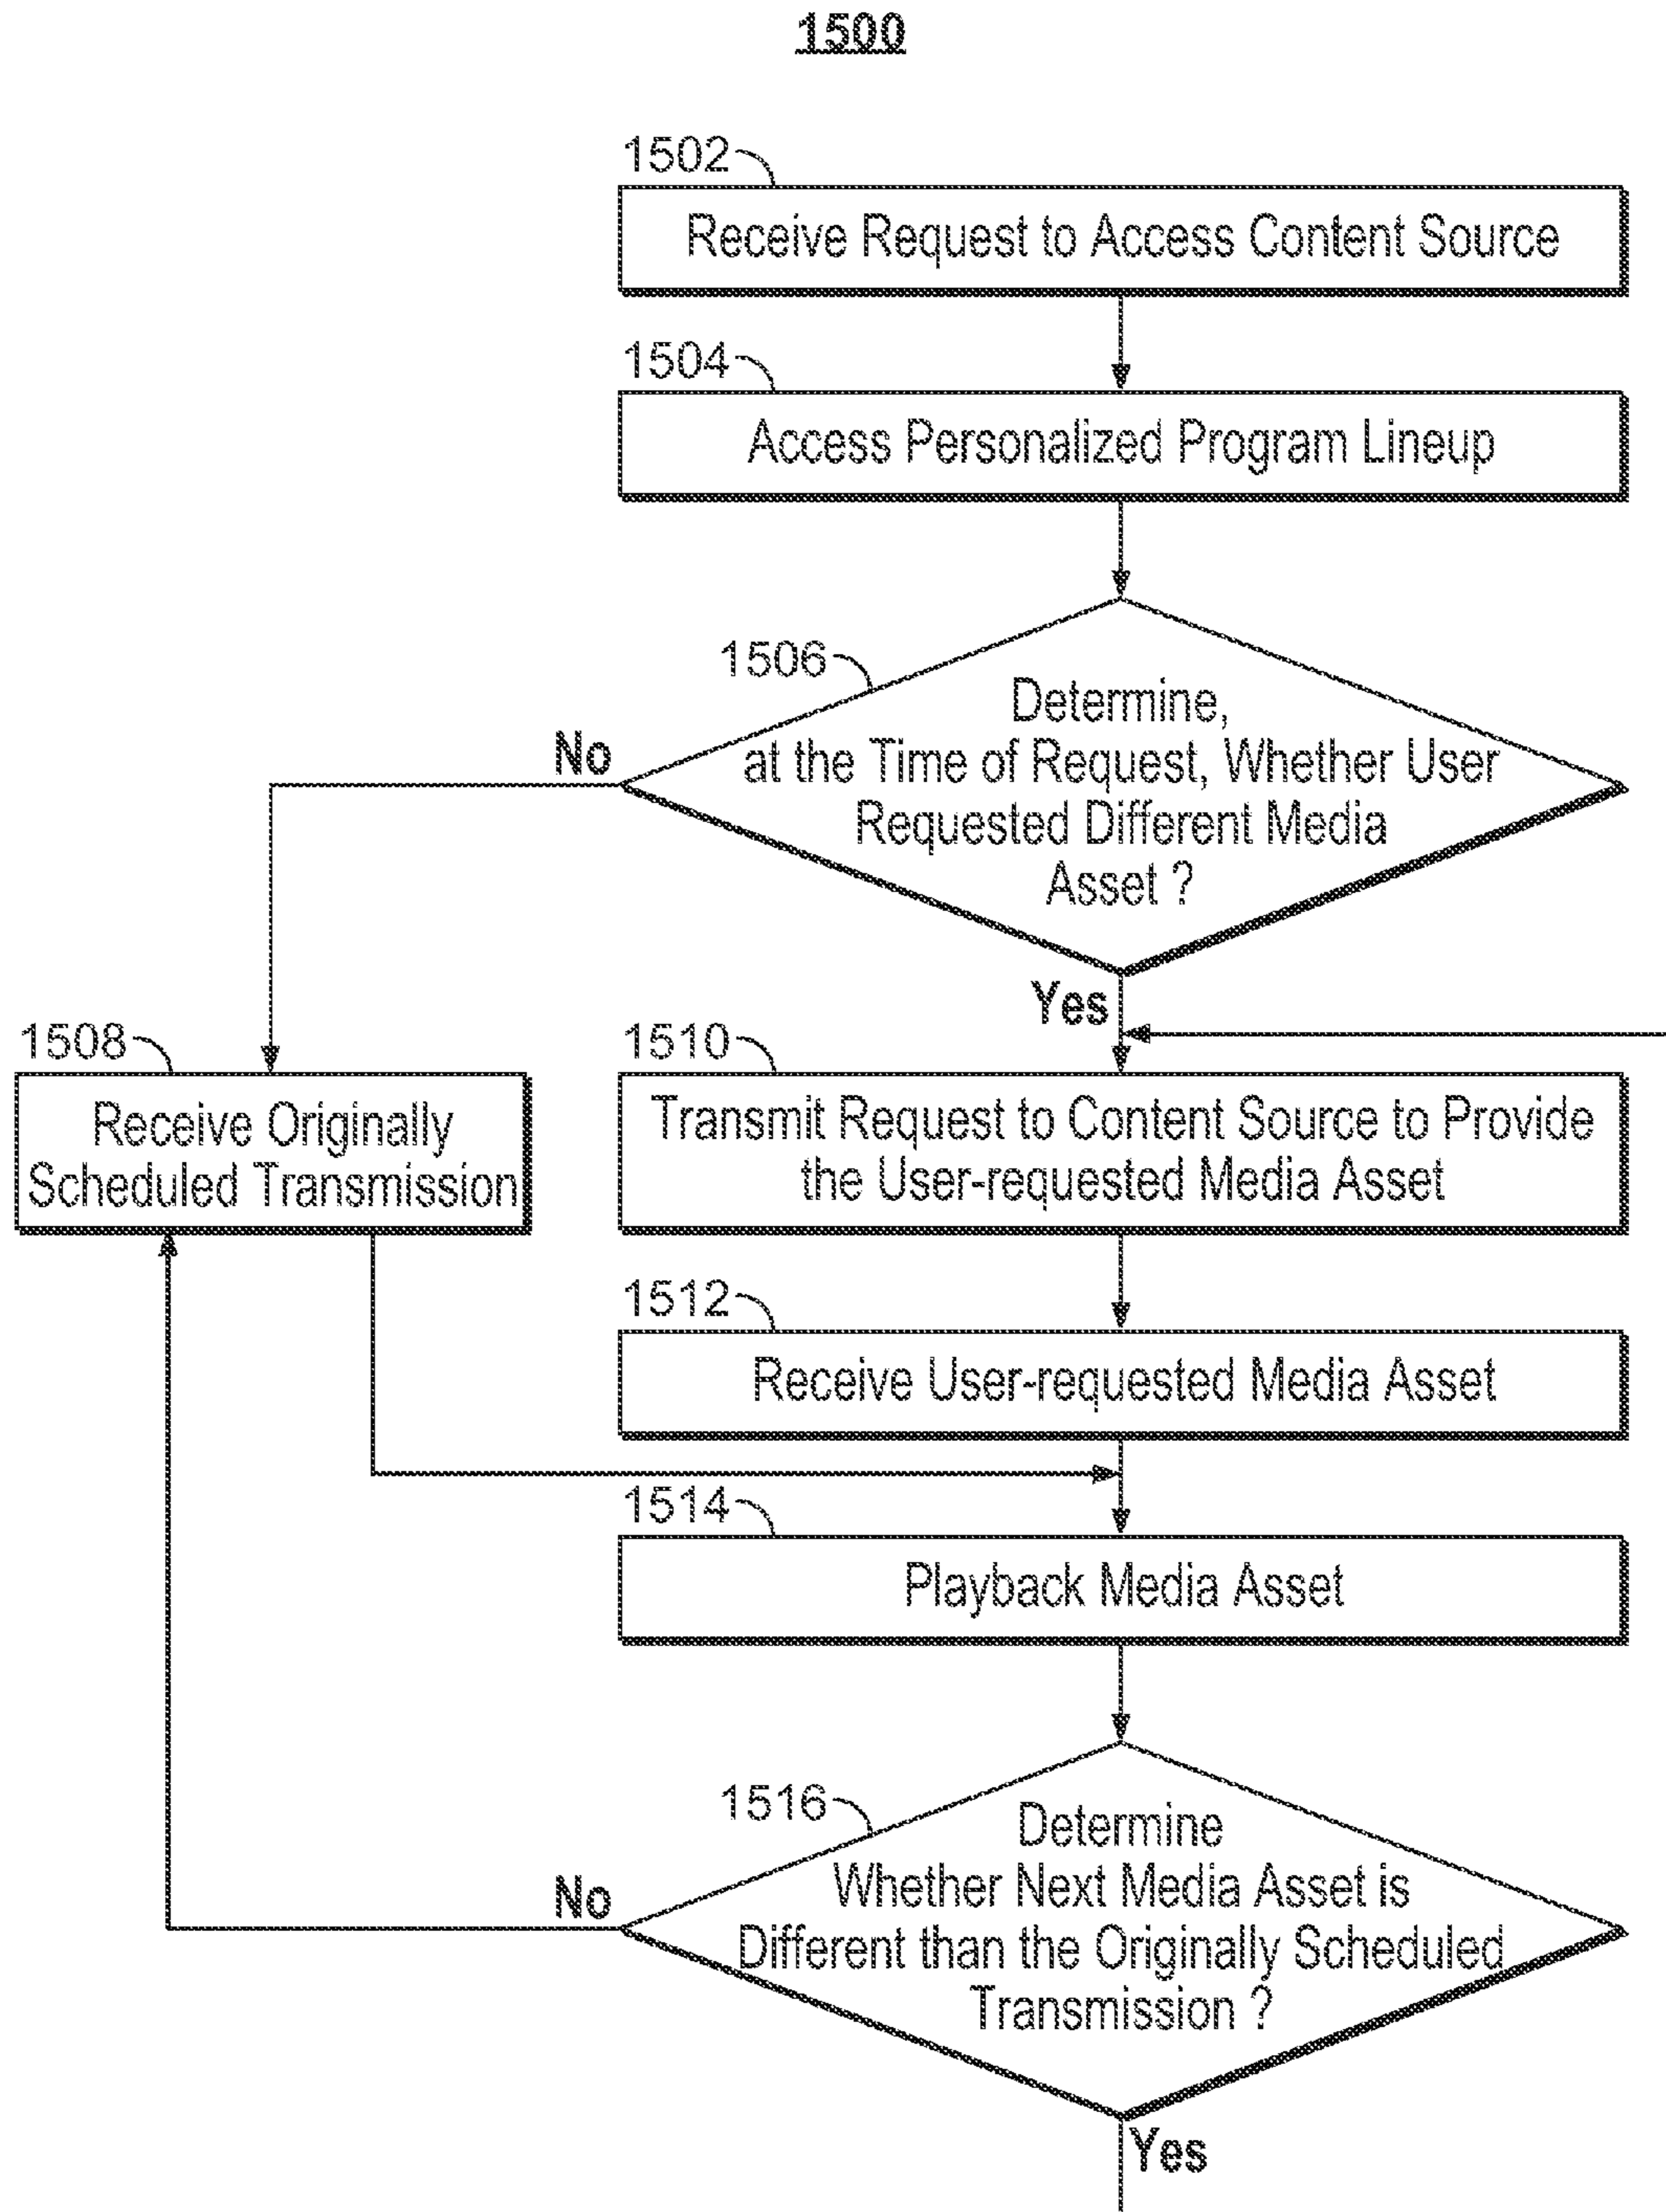 1500
1502
Receive Request to Access Content Source
1504
Access Personalized Program Lineup
1506
Determine,
at the Time of Request, Whether User
Requested Different Media
Asset ?
No
Yes
1508
Receive Originally
Scheduled Transmission
1510
Transmit Request to Content Source to Provide
the User-requested Media Asset
1512
Receive User-requested Media Asset
1514
Playback Media Asset
1516
Determine
Whether Next Media Asset is
Different than the Originally Scheduled
Transmission ?
No
Yes